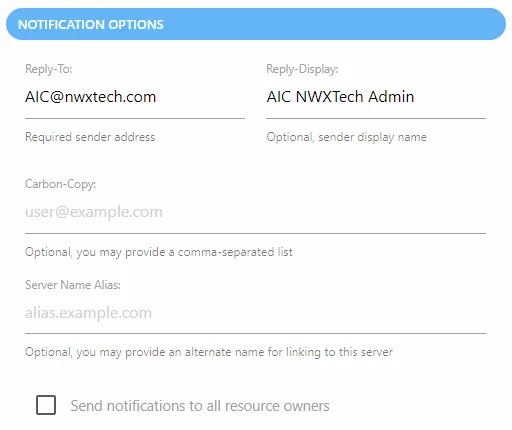 NOTIFICATION OPTIONS
Reply-To: Reply-Display:
AIC@nwxtech.com AIC NWXTech Admin
Required sender address Optional, sender display name
Carbon-Copy:
user@example.com
Optional, you may provide a comma-separated list
Server Name Alias:
alias.example.com
Optional, you may provide an alternate name for linking to this server
Send notifications to all resource owners